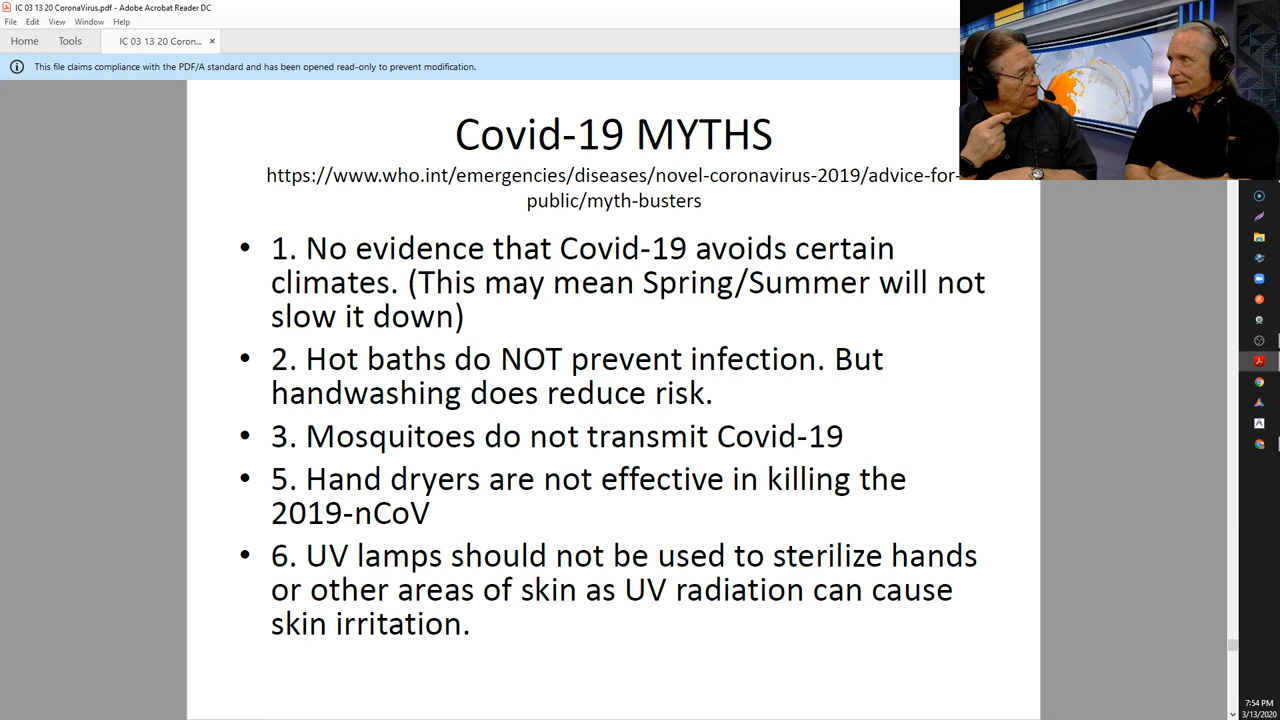 IC 03 13 20 CoronaVirus.pdf - Adobe Acrobat Reader DC
File Edit View Window Help
Home Tools IC 03 13 20 Coron... ×
This file claims compliance with the PDF/A standard and has been opened read-only to prevent modification.
Covid-19 MYTHS
https://www.who.int/emergencies/diseases/novel-coronavirus-2019/advice-for-
public/myth-busters
• 1. No evidence that Covid-19 avoids certain
climates. (This may mean Spring/Summer will not
slow it down)
• 2. Hot baths do NOT prevent infection. But
handwashing does reduce risk.
• 3. Mosquitoes do not transmit Covid-19
• 5. Hand dryers are not effective in killing the
2019-nCoV
• 6. UV lamps should not be used to sterilize hands
or other areas of skin as UV radiation can cause
skin irritation.
7:54 PM
3/13/2020